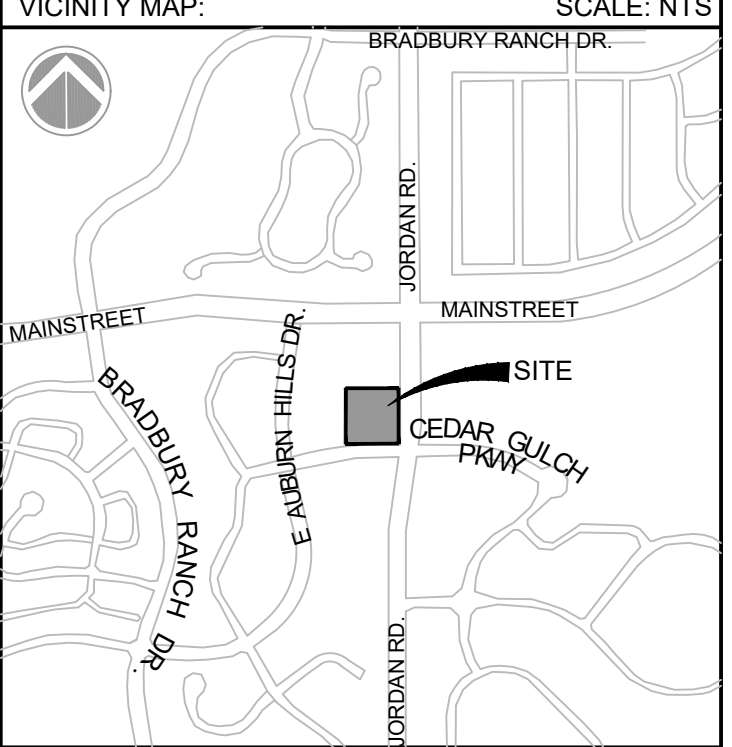 VICINITY MAP: SCALE: NTS
BRADBURY RANCH DR.
JORDAN RD.
MAINSTREET
MAINSTREET
E AUBURN HILLS DR.
SITE
BRADBURY RANCH DR.
CEDAR GULCH
PKWY
JORDAN RD.